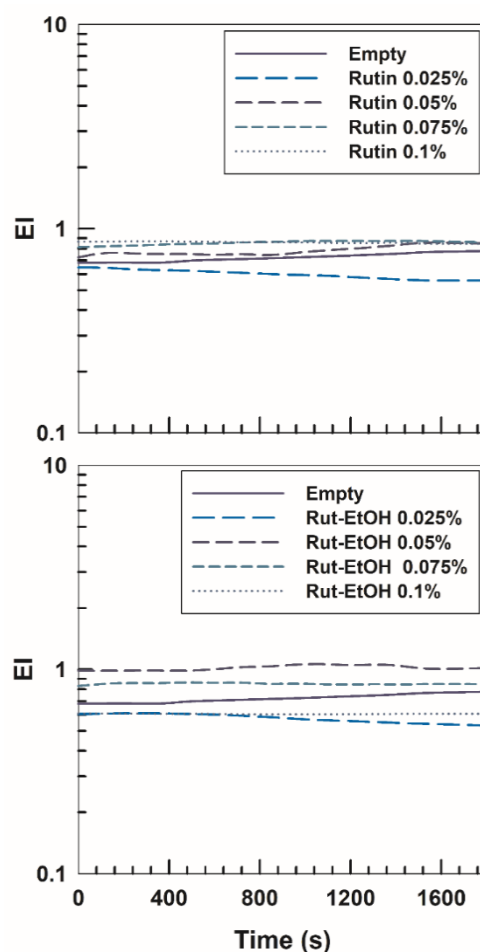 10
Empty
Rutin 0.025%
Rutin 0.05%
Rutin 0.075%
Rutin 0.1%
EI
1
0.1
10
Empty
Rut-EtOH 0.025%
Rut-EtOH 0.05%
Rut-EtOH 0.075%
Rut-EtOH 0.1%
EI
1
0.1
0 400 800 1200 1600
Time (s)